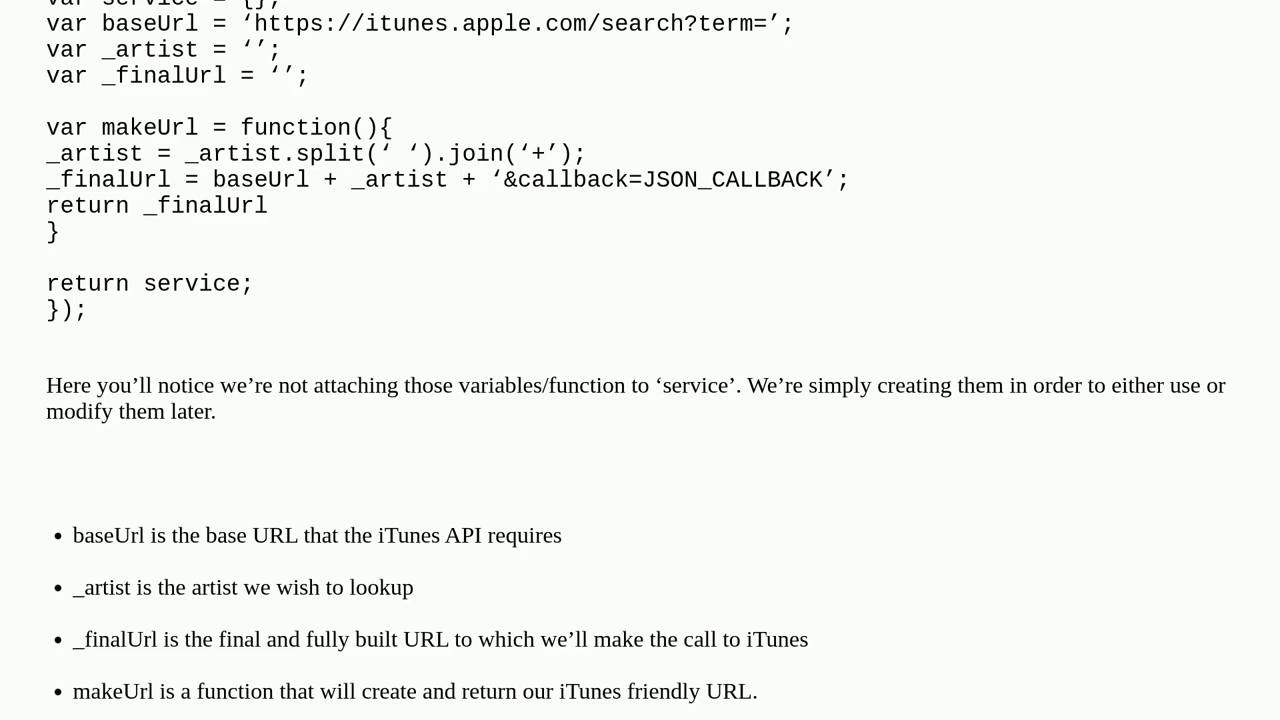 var service = {};
var baseUrl = ‘https://itunes.apple.com/search?term=’;
var _artist = ‘’;
var _finalUrl = ‘’;
var makeUrl = function(){
_artist = _artist.split(‘ ‘).join(‘+’);
_finalUrl = baseUrl + _artist + ‘&callback=JSON_CALLBACK’;
return _finalUrl
}
return service;
});
Here you’ll notice we’re not attaching those variables/function to ‘service’. We’re simply creating them in order to either use or
modify them later.
• baseUrl is the base URL that the iTunes API requires
• _artist is the artist we wish to lookup
• _finalUrl is the final and fully built URL to which we’ll make the call to iTunes
• makeUrl is a function that will create and return our iTunes friendly URL.